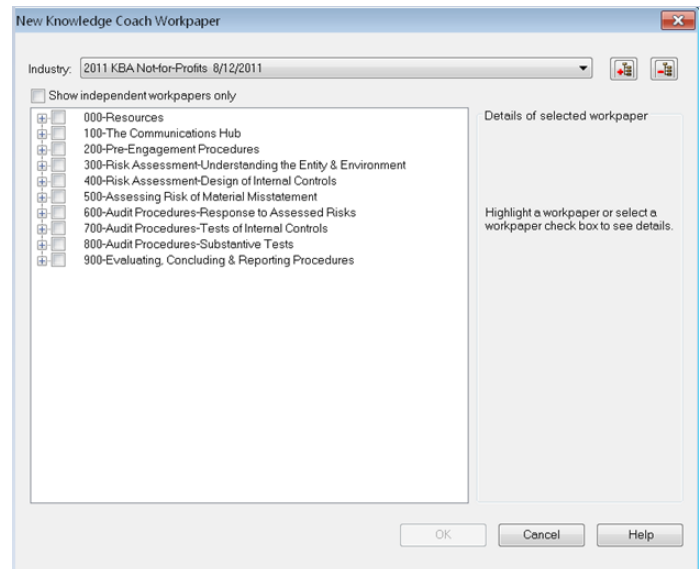 New Knowledge Coach Workpaper
Industry: 2011 KBA Not-for-Profits 8/12/2011
Show independent workpapers only
000-Resources
100-The Communications Hub
200-Pre-Engagement Procedures
300-Risk Assessment-Understanding the Entity & Environment
400-Risk Assessment-Design of Internal Controls
500-Assessing Risk of Material Misstatement
600-Audit Procedures-Response to Assessed Risks
700-Audit Procedures-Tests of Internal Controls
800-Audit Procedures-Substantive Tests
900-Evaluating, Concluding & Reporting Procedures
Details of selected workpaper
Highlight a workpaper or select a
workpaper check box to see details.
OK Cancel Help